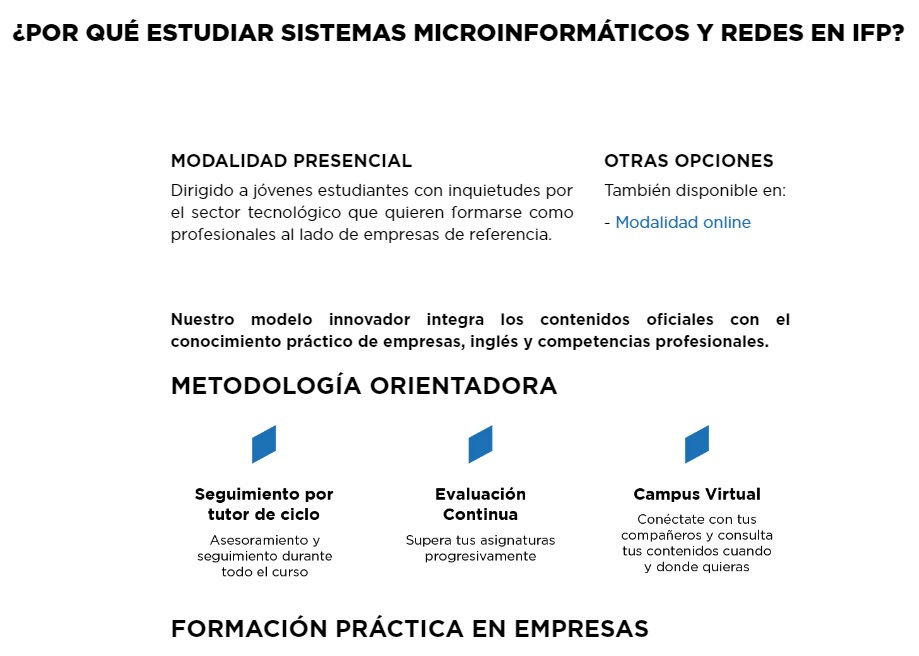 ¿POR QUÉ ESTUDIAR SISTEMAS MICROINFORMÁTICOS Y REDES EN IFP?
MODALIDAD PRESENCIAL
Dirigido a jóvenes estudiantes con inquietudes por
el sector tecnológico que quieren formarse como
profesionales al lado de empresas de referencia.
OTRAS OPCIONES
También disponible en:
- Modalidad online
Nuestro modelo innovador integra los contenidos oficiales con el
conocimiento práctico de empresas, inglés y competencias profesionales.
METODOLOGÍA ORIENTADORA
Seguimiento por
tutor de ciclo
Asesoramiento y
seguimiento durante
todo el curso
Evaluación
Continua
Supera tus asignaturas
progresivamente
Campus Virtual
Conéctate con tus
compañeros y consulta
tus contenidos cuando
y donde quieras
FORMACIÓN PRÁCTICA EN EMPRESAS